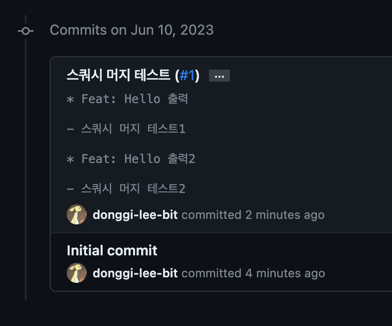 Commits on Jun 10, 2023
스쿼시 머지 테스트 (#1) ...
* Feat: Hello 출력
- 스쿼시 머지 테스트1
* Feat: Hello 출력2
- 스쿼시 머지 테스트2
donggi-lee-bit committed 2 minutes ago
Initial commit
donggi-lee-bit committed 4 minutes ago